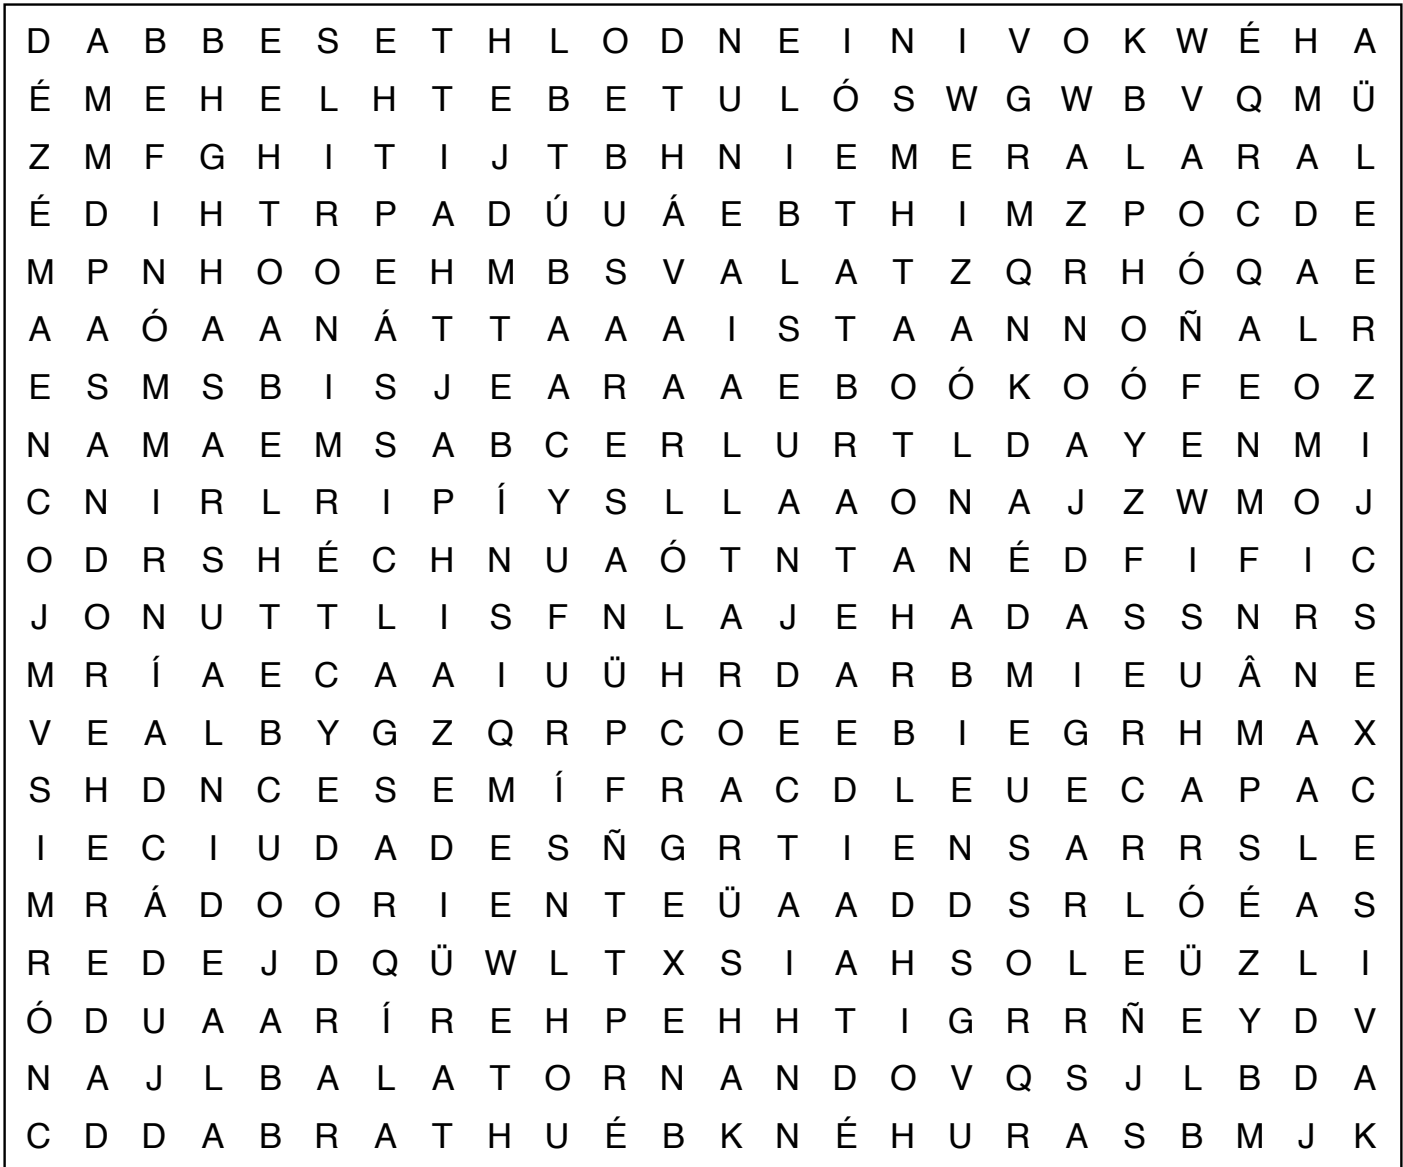 D A B B E S E T H L O D N E I N I V O K W É H A
É M E H E L H T E B E T U L Ó S W G W B V Q M Ü
Z M F G H I T I J T B H N I E M E R A L A R A L
É D I H T R P A D Ú U Á E B T H I M Z P O C D E
M P N H O O E H M B S V A L A T Z Q R H Ó Q A E
A A Ó A A N Á T T A A A I S T A A N N O Ñ A L R
E S M S B I S J E A R A A E B O Ó K O Ó F E O Z
N A M A E M S A B C E R L U R T L D A Y E N M I
C N I R L R I P Í Y S L L A A O N A J Z W M O J
O D R S H É C H N U A Ó T N T A N É D F I F I C
J O N U T T L I S F N L A J E H A D A S S N R S
M R Í A E C A A I U Ü H R D A R B M I E U Â N E
V E A L B Y G Z Q R P C O E E B I E G R H M A X
S H D N C E S E M Í F R A C D L E U E C A P A C
I E C I U D A D E S Ñ G R T I E N S A R R S L E
M R Á D O O R I E N T E Ü A A D D S R L Ó É A S
R E D E J D Q Ü W L T X S I A H S O L E Ü Z L I
Ó D U A A R Í R E H P E H H T I G R R Ñ E Y D V
N A J L B A L A T O R N A N D O V Q S J L B D A
C D D A B R A T H U É B K N É H U R A S B M J K